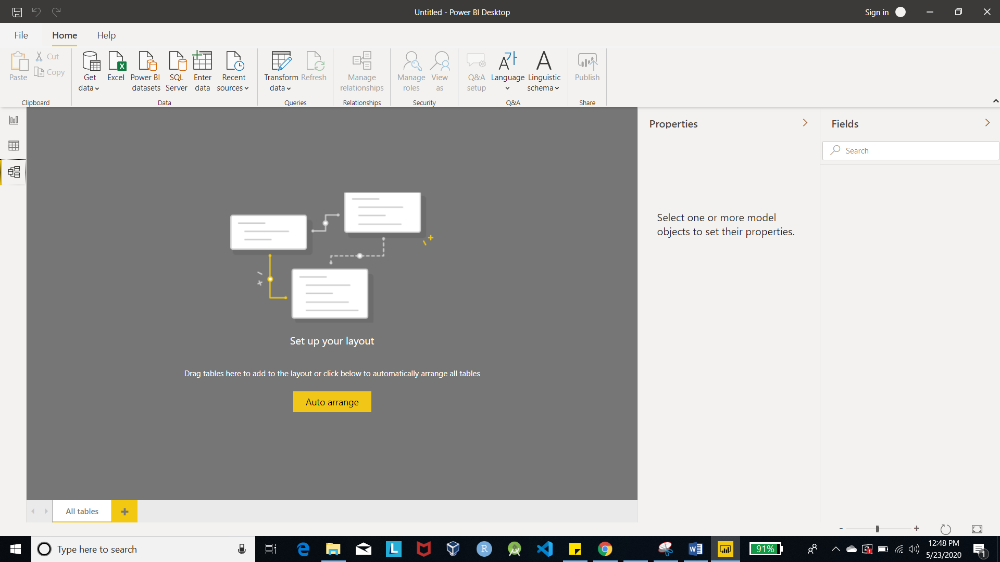 Untitled - Power BI Desktop
Sign in
File Home Help
Paste
Cut
Copy
Clipboard
Get data
Excel
Power BI datasets
SQL Server
Enter data
Recent sources
Data
Transform data
Refresh
Queries
Manage relationships
Relationships
Manage roles
View as
Security
Q&A setup
Language
Linguistic schema
Q&A
Publish
Share
Properties
Select one or more model
objects to set their properties.
Fields
Search
Set up your layout
Drag tables here to add to the layout or click below to automatically arrange all tables
Auto arrange
All tables
+
- +
Type here to search
L
R
91%
12:48 PM
5/23/2020
1